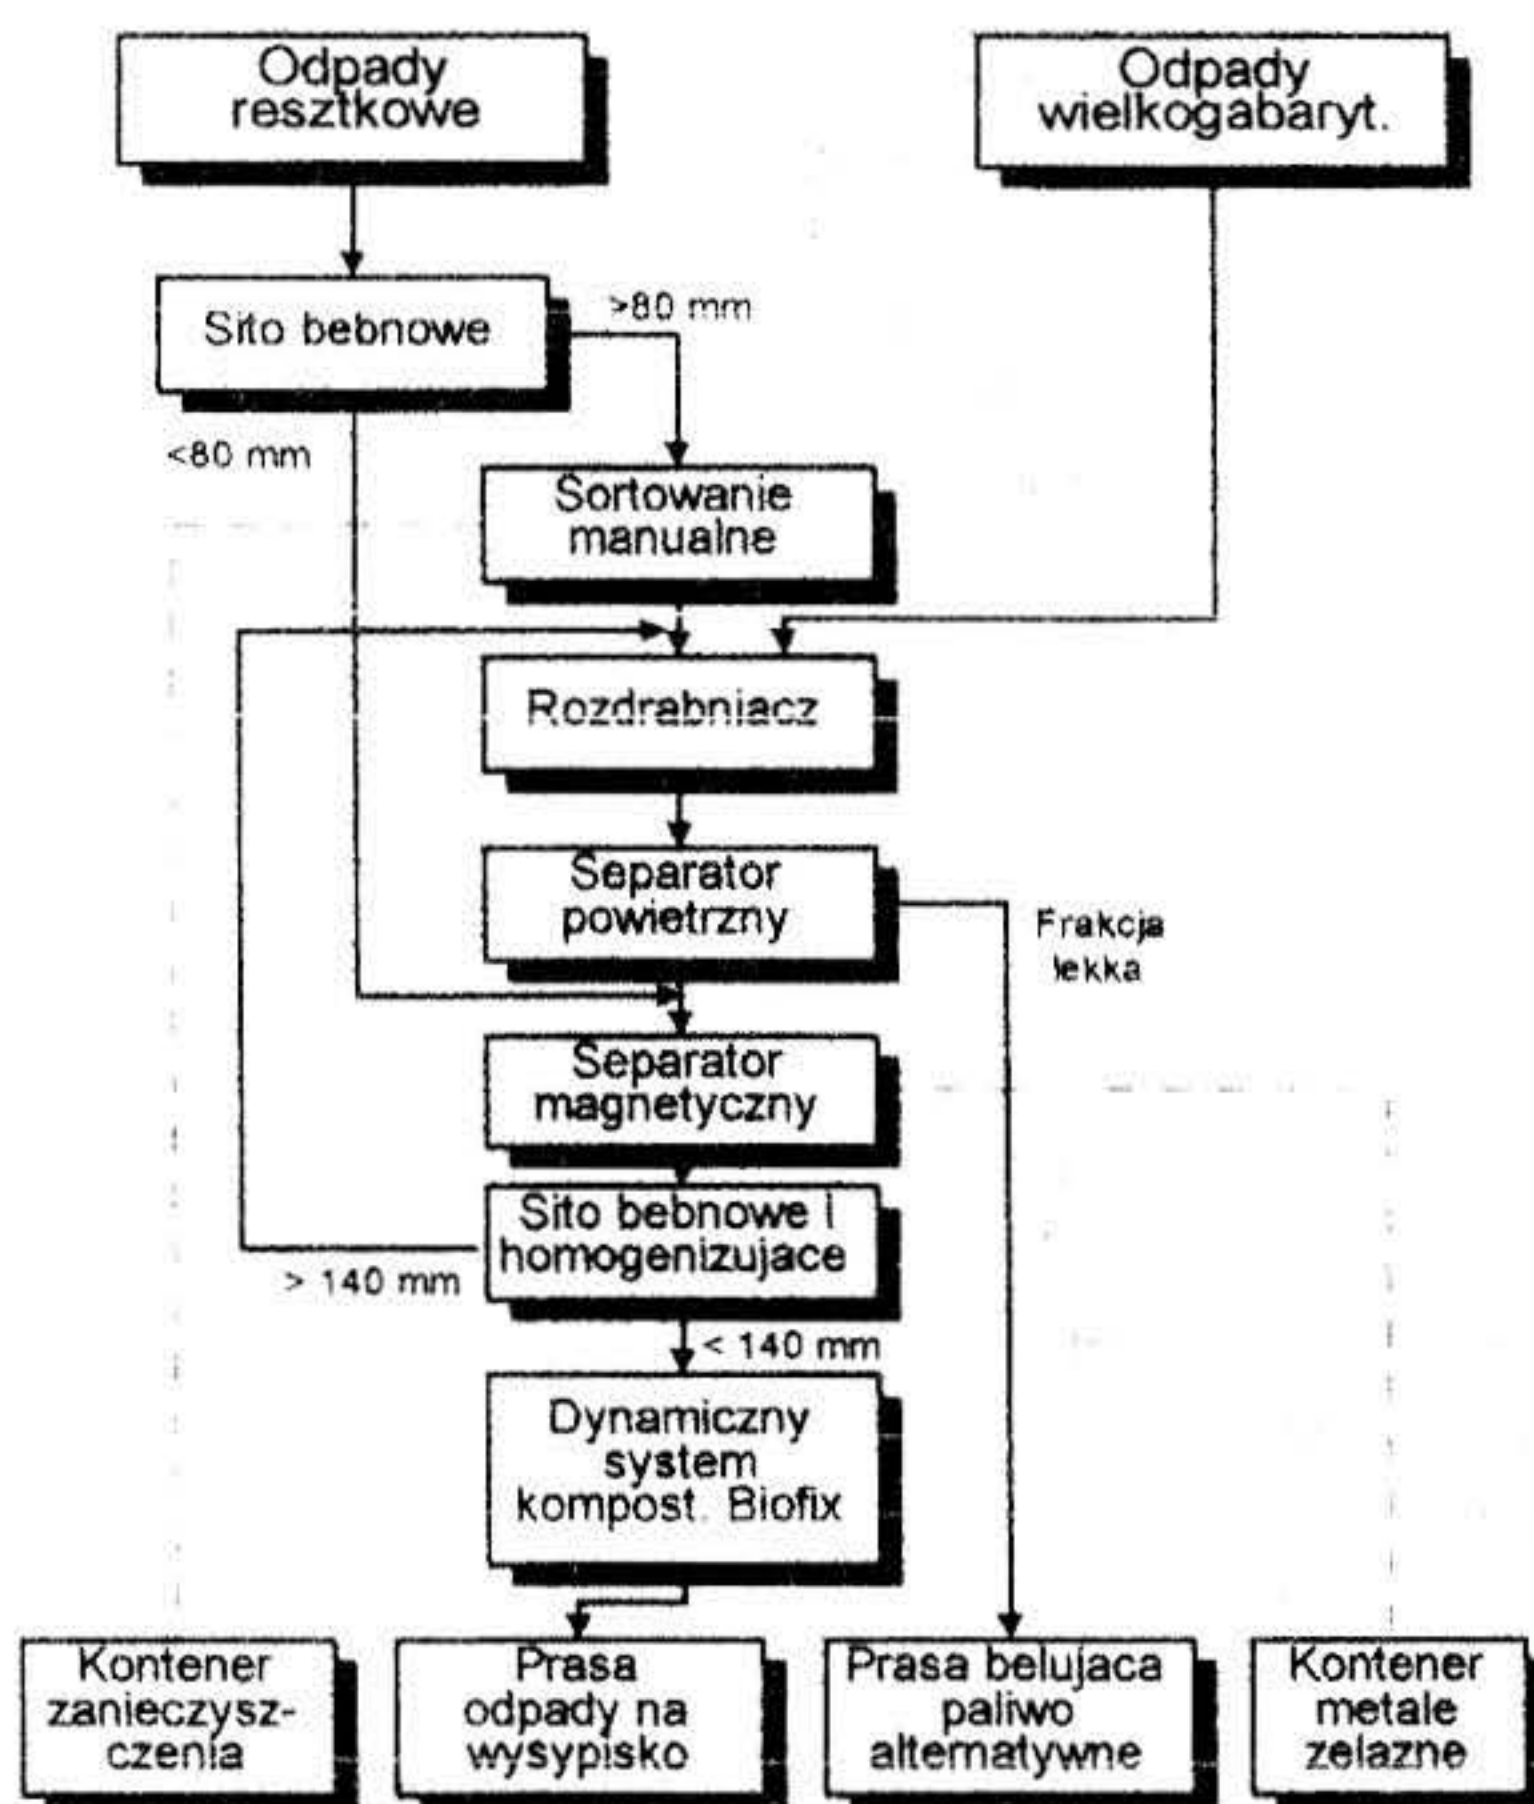 Odpady
resztkowe
Odpady
wielkogabaryt.
Sito bebnowe
>80 mm
<80 mm
Sortowanie
manualne
Rozdrabniacz
Separator
powietrzny
Frakcja
lekka
Separator
magnetyczny
Sito bebnowe i
homogenizujace
> 140 mm
< 140 mm
Dynamiczny
system
kompost. Biofix
Kontener
zanieczysz-
czenia
Prasa
odpady na
wysypisko
Prasa belujaca
paliwo
alternatywne
Kontener
metale
zelazne